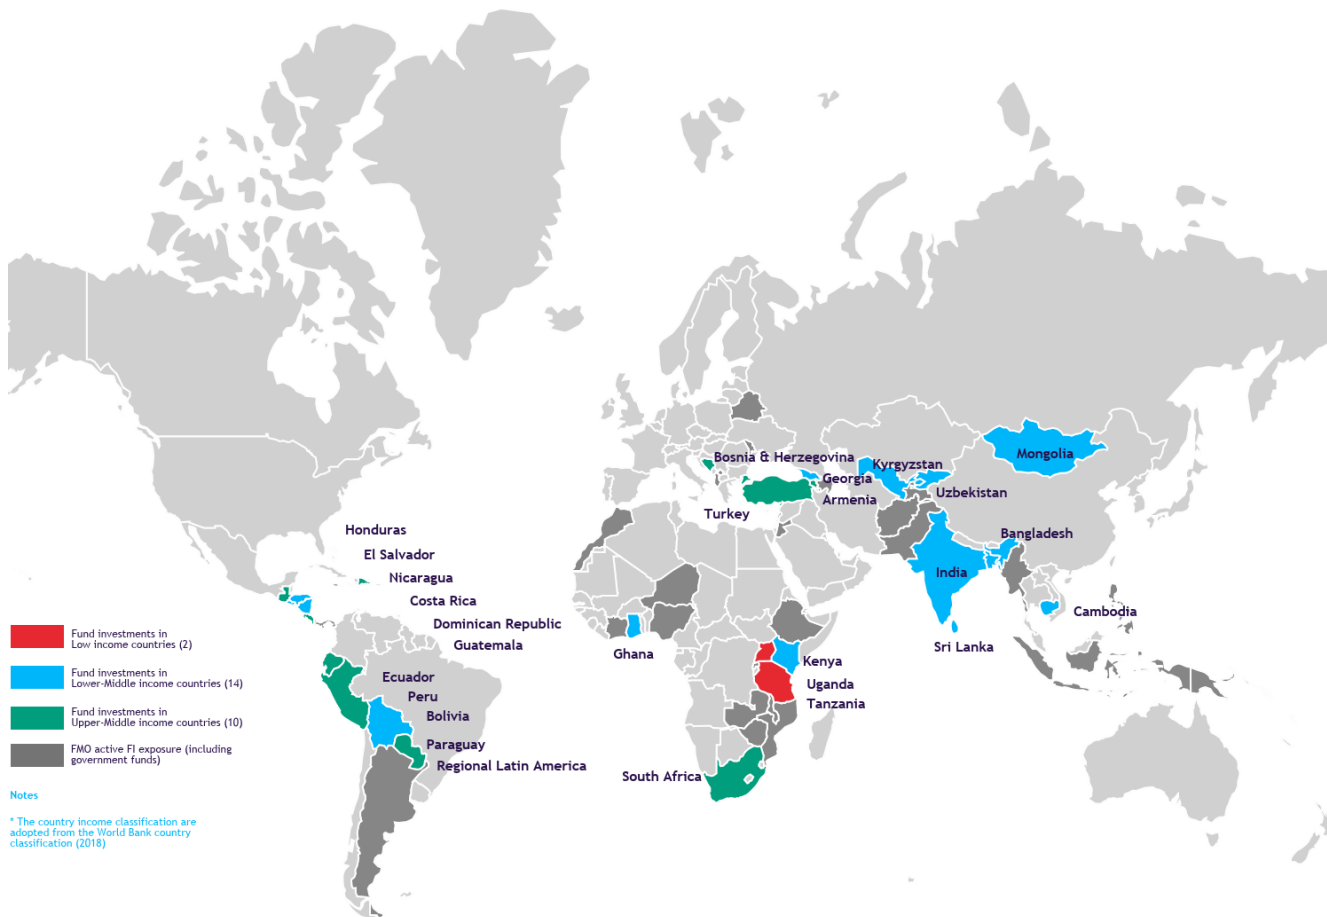 Bosnia & Herzegovina
Kyrgyzstan
Mongolia
Georgia
Uzbekistan
Armenia
Turkey
Bangladesh
Honduras
El Salvador
India
Nicaragua
Costa Rica
Cambodia
Dominican Republic
Guatemala
Ghana
Sri Lanka
Kenya
Ecuador
Uganda
Peru
Tanzania
Bolivia
Paraguay
Regional Latin America
South Africa
Fund investments in
Low income countries (2)
Fund investments in
Lower-Middle income countries (14)
Fund investments in
Upper-Middle income countries (10)
FMO active FI exposure (including
government funds)
Notes
* The country income classification are
adopted from the World Bank country
classification (2018)